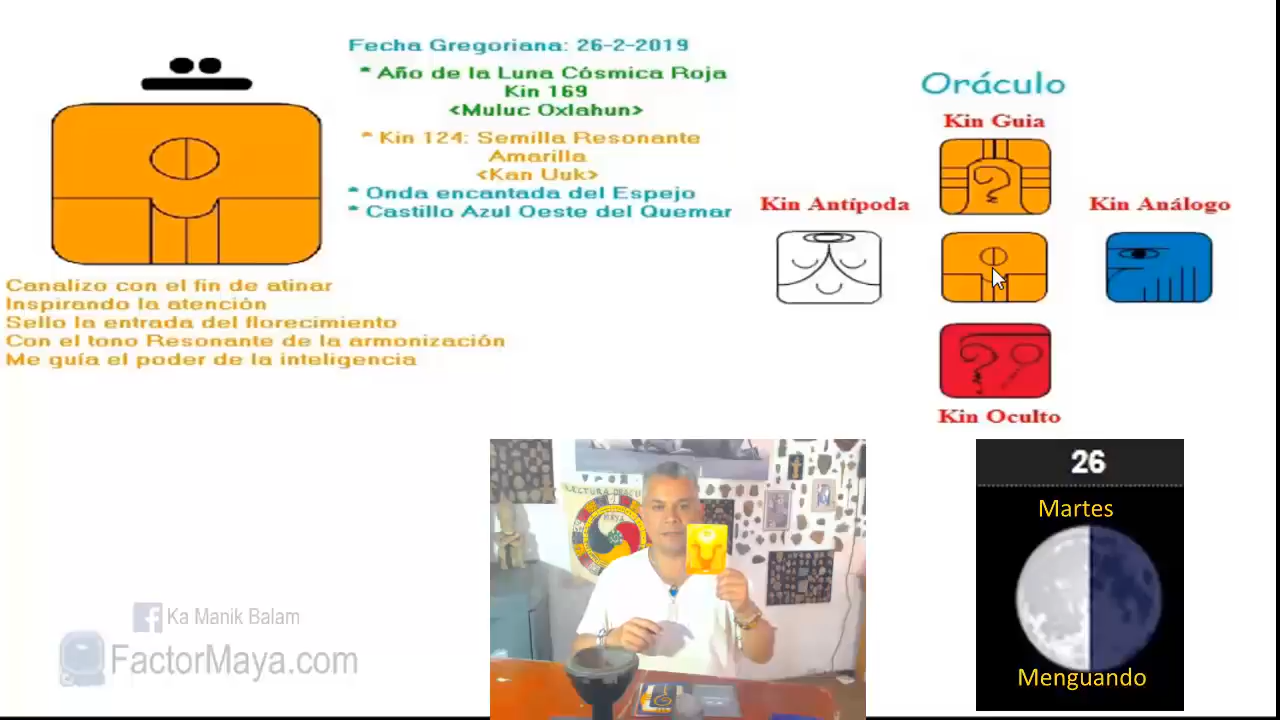 Fecha Gregoriana: 26-2-2019
* Año de la Luna Cósmica Roja
Kin 169
<Muluc Oxlahun>
* Kin 124: Semilla Resonante
Amarilla
<Kan Uuk>
* Onda encantada del Espejo
* Castillo Azul Oeste del Quemar
Canalizo con el fin de atinar
Inspirando la atención
Sello la entrada del florecimiento
Con el tono Resonante de la armonización
Me guía el poder de la inteligencia
Oráculo
Kin Guia
Kin Antípoda
Kin Análogo
Kin Oculto
LECTURA
MAYA
26
Martes
Menguando
Ka Manik Balam
FactorMaya.com